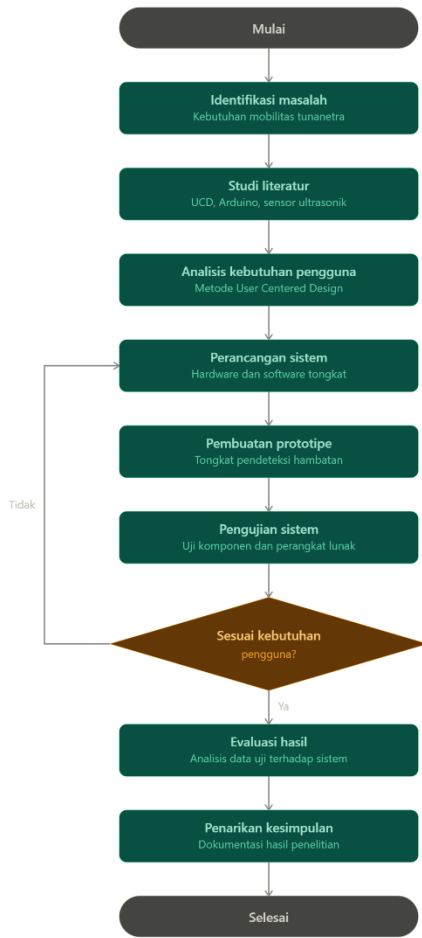 Mulai
Identifikasi masalah
Kebutuhan mobilitas tunanetra
Studi literatur
UCD, Arduino, sensor ultrasonik
Analisis kebutuhan pengguna
Metode User Centered Design
Perancangan sistem
Hardware dan software tongkat
Pembuatan prototipe
Tongkat pendeteksi hambatan
Tidak
Pengujian sistem
Uji komponen dan perangkat lunak
Sesuai kebutuhan
pengguna?
Ya
Evaluasi hasil
Analisis data uji terhadap sistem
Penarikan kesimpulan
Dokumentasi hasil penelitian
Selesai